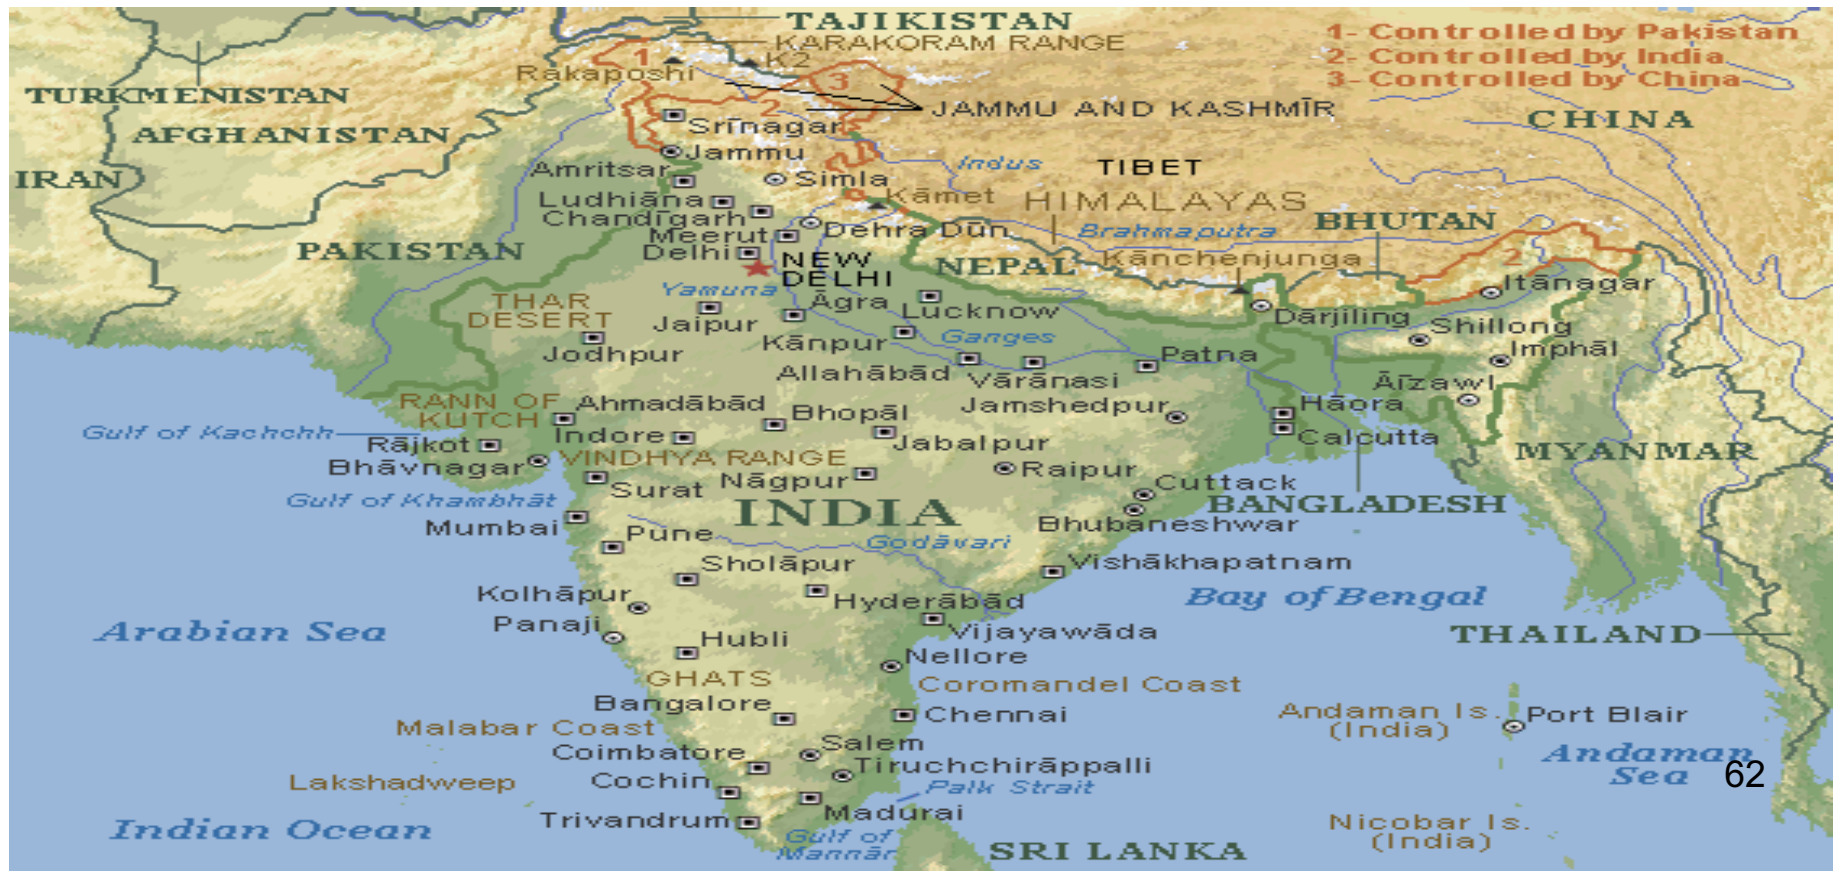 TAJIKISTAN
1- Controlled by Pakistan
KARAKORAM RANGE
1
K2
2- Controlled by India
Rakaposhi
3
3- Controlled by China
TURKMENISTAN
2
JAMMU AND KASHMĪR
CHINA
Srīnagar
AFGHANISTAN
Jammu
Indus
TIBET
Amritsar
IRAN
Simla
Ludhiāna
Kāmet
HIMALAYAS
Chandīgarh
BHUTAN
Meerut
Dehra Dūn
Brahmaputra
PAKISTAN
Delhi
NEW
DELHI
NEPAL
Kānchenjunga
2
Yamuna
Itānagar
THAR
DESERT
Āgra
Lucknow
Jaipur
Dārjiling
Shillong
Kānpur
Ganges
Jodhpur
Patna
Imphāl
Allahābād
Vārānasi
Āīzawl
RANN OF
KUTCH
Ahmadābād
Bhopāl
Jamshedpur
Hāora
Gulf of Kachchh
Rājkot
Indore
Jabalpur
Calcutta
MYANMAR
Bhāvnagar
VINDHYA RANGE
Raipur
Surat
Nāgpur
Cuttack
Gulf of Khambhāt
INDIA
BANGLADESH
Mumbai
Bhubaneshwar
Pune
Godāvari
Sholāpur
Vishākhapatnam
Kolhāpur
Hyderābād
Bay of Bengal
Arabian Sea
Panaji
Hubli
Vijayawāda
THAILAND
Nellore
GHATS
Coromandel Coast
Bangalore
Chennai
Andaman Is.
(India)
Port Blair
Malabar Coast
Salem
Coimbatore
Tiruchchirāppalli
Andaman
Sea
62
Lakshadweep
Cochin
Palk Strait
Indian Ocean
Trivandrum
Madurai
Gulf of
Mannār
Nicobar Is.
(India)
SRI LANKA